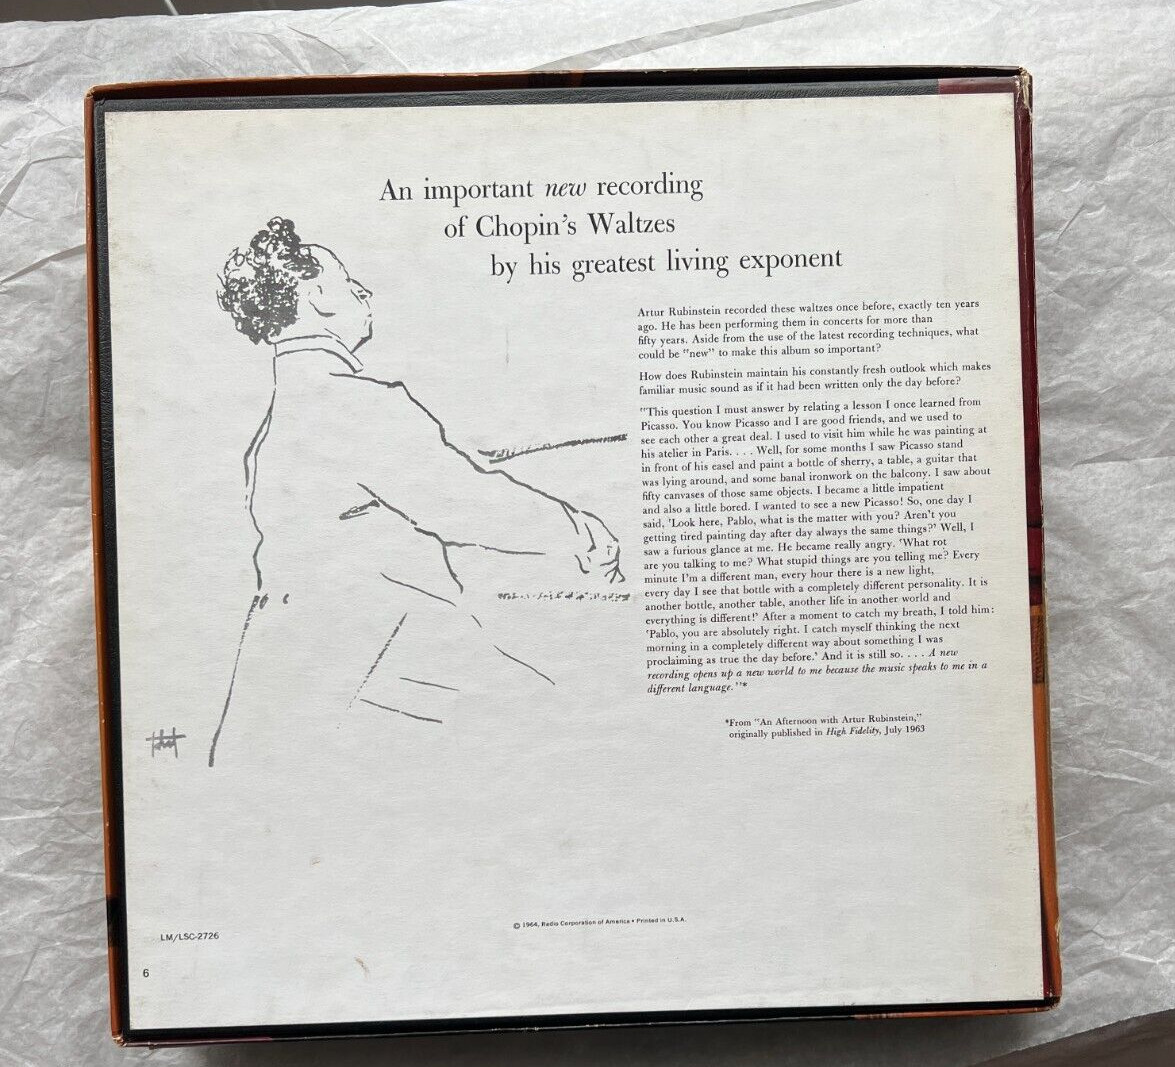 An important new recording
of Chopin's Waltzes
by his greatest living exponent
Artur Rubinstein recorded these waltzes once before, exactly ten years
ago. He has been performing them in concerts for more than
fifty years. Aside from the use of the latest recording techniques, what
could be "new" to make this album so important?
How does Rubinstein maintain his constantly fresh outlook which makes
familiar music sound as if it had been written only the day before?
"This question I must answer by relating a lesson I once learned from
Picasso. You know Picasso and I are good friends, and we used to
see each other a great deal. I used to visit him while he was painting at
his atelier in Paris. . . . Well, for some months I saw Picasso stand
in front of his easel and paint a bottle of sherry, a table, a guitar that
was lying around, and some banal ironwork on the balcony. I saw about
fifty canvases of those same objects. I became a little impatient
and also a little bored. I wanted to see a new Picasso! So, one day I
said, 'Look here, Pablo, what is the matter with you? Aren't you
getting tired painting day after day always the same things?' Well, I
saw a furious glance at me. He became really angry. 'What rot
are you talking to me? What stupid things are you telling me? Every
minute I'm a different man, every hour there is a new light,
every day I see that bottle with a completely different personality. It is
another bottle, another table, another life in another world and
everything is different!' After a moment to catch my breath, I told him:
'Pablo, you are absolutely right. I catch myself thinking the next
morning in a completely different way about something I was
proclaiming as true the day before.' And it is still so. . . . A new
recording opens up a new world to me because the music speaks to me in a
different language."*
*From "An Afternoon with Artur Rubinstein,"
originally published in High Fidelity, July 1963
© 1964, Radio Corporation of America • Printed in U.S.A.
LM/LSC-2726
6